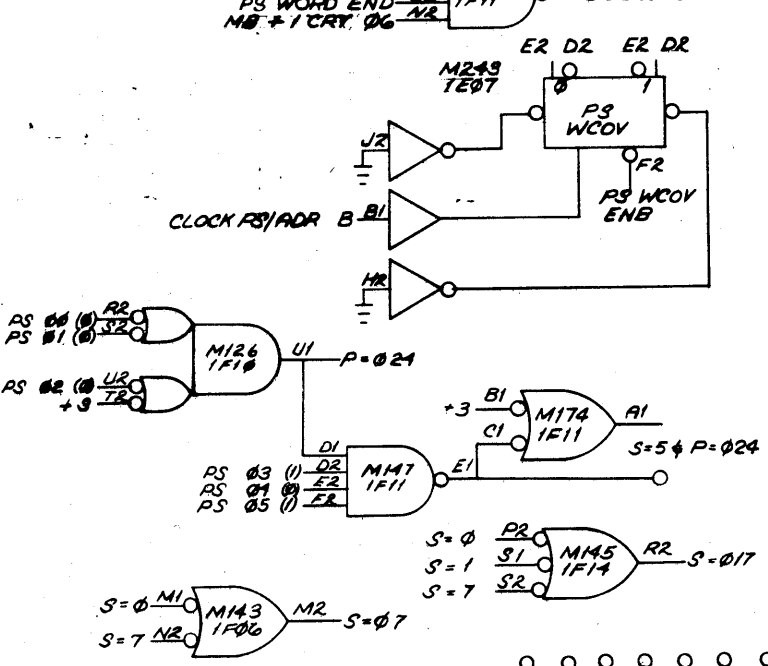 PS WORD END
MB + 1 CRY Ø6 N2
1F11
E2 D2 E2 D2
M243
1EØ7
Ø 1
PS
WCOV
J2
F2
PS WCOV
ENB
CLOCK PS/ADR B B1
H2
PS ØØ (Ø) R2
PS Ø1 (Ø) S2
M126
1F1Ø
U1
P=Ø24
PS Ø2 (Ø) U2
+3 T2
+3 B1
C1
M174
1F11
A1
S=5 & P=Ø24
D1
PS Ø3 (1) D2
PS Ø4 (Ø) E2
PS Ø5 (1) F2
M147
1F11
E1
S=Ø P2
S=1 S1
S=7 S2
M145
1F14
R2
S=Ø17
S=Ø M1
S=7 N2
M143
1FØ6
M2
S=Ø7